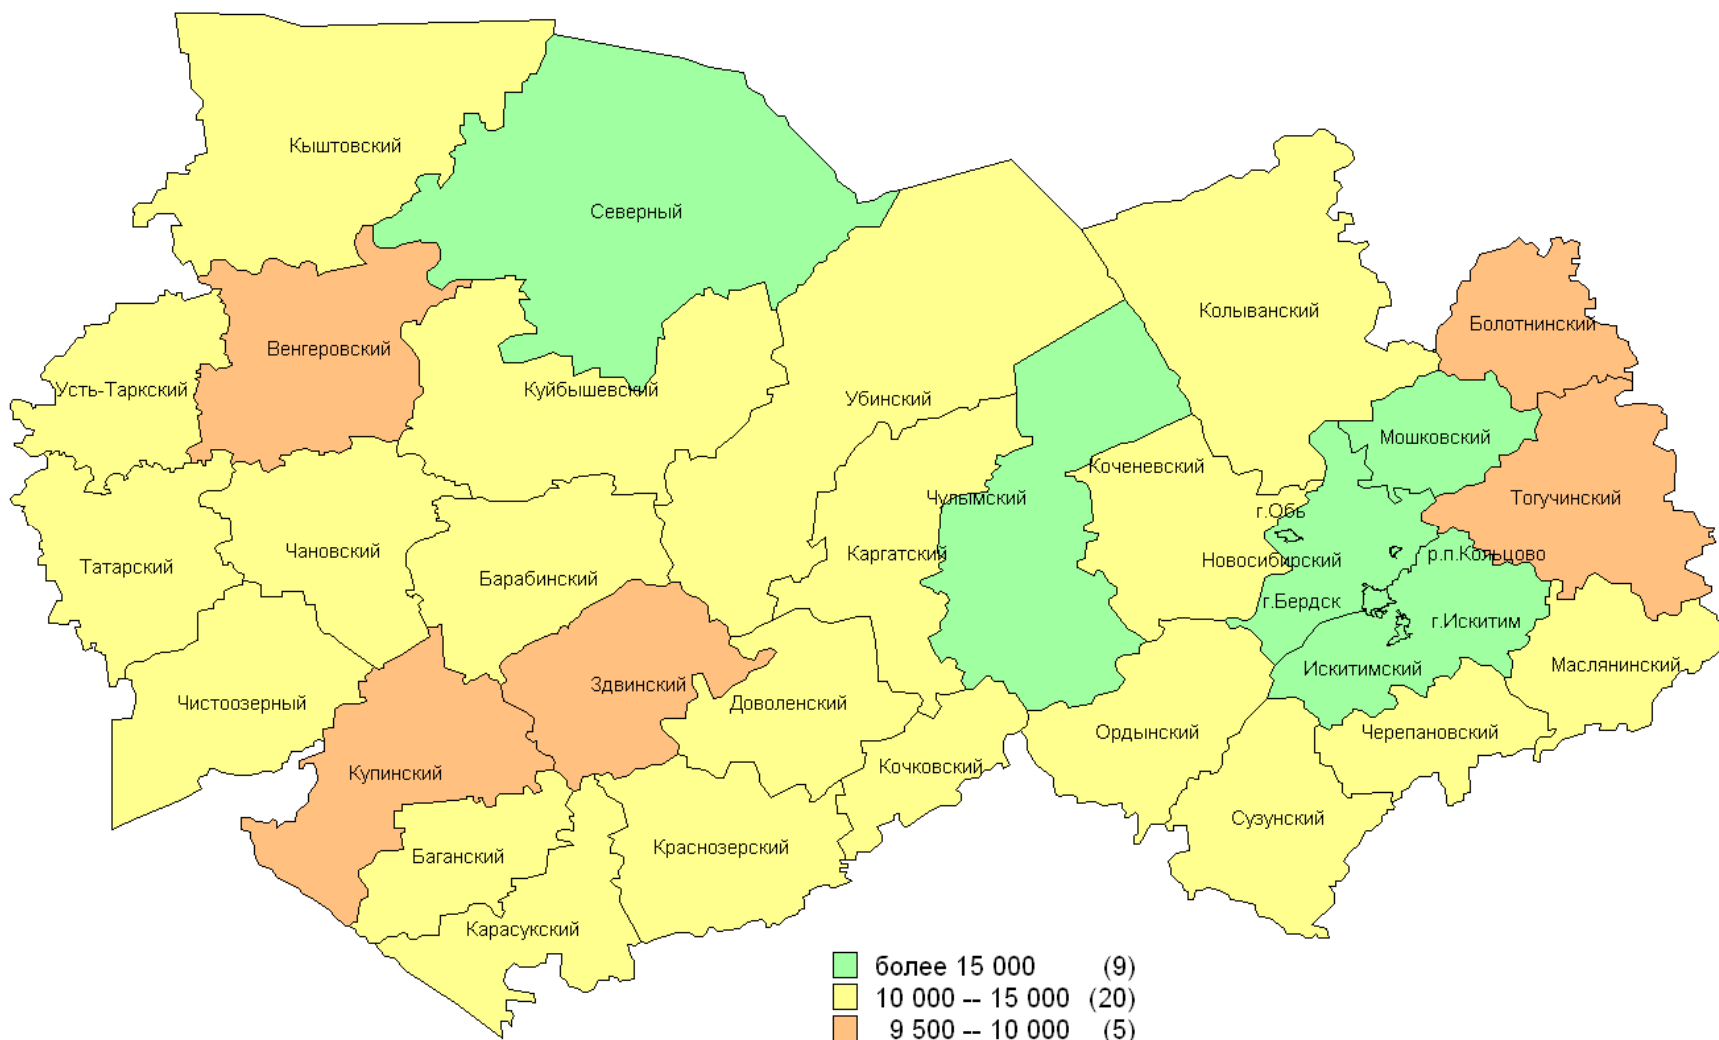 Кыштовский
Северный
Колыванский
Болотнинский
Венгеровский
Усть-Таркский
Куйбышевский
Убинский
Мошковский
Коченевский
Чулымский
Тогучинский
г.Обь
Чановский
Каргатский
р.п.Кольцово
Новосибирский
Татарский
Барабинский
г.Бердск
г.Искитим
Маслянинский
Искитимский
Здвинский
Чистоозерный
Доволенский
Ордынский
Черепановский
Кочковский
Купинский
Сузунский
Краснозерский
Баганский
Карасукский
более 15 000 (9)
10 000 -- 15 000 (20)
9 500 -- 10 000 (5)